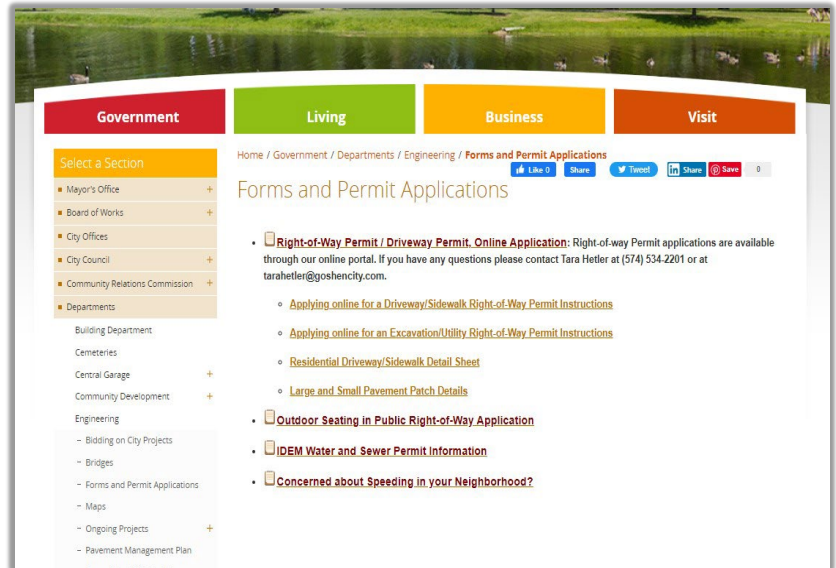 Government
Living
Business
Visit
Select a Section
Mayor's Office +
Board of Works +
City Offices
City Council +
Community Relations Commission +
Departments
Building Department
Cemeteries
Central Garage +
Community Development +
Engineering
– Bidding on City Projects
– Bridges
– Forms and Permit Applications
– Maps
– Ongoing Projects +
– Pavement Management Plan
Home / Government / Departments / Engineering / Forms and Permit Applications
Like 0 Share Tweet in Share Save 0
Forms and Permit Applications
Right-of-Way Permit / Driveway Permit, Online Application: Right-of-way Permit applications are available
through our online portal. If you have any questions please contact Tara Hetler at (574) 534-2201 or at
tarahetler@goshencity.com.
Applying online for a Driveway/Sidewalk Right-of-Way Permit Instructions
Applying online for an Excavation/Utility Right-of-Way Permit Instructions
Residential Driveway/Sidewalk Detail Sheet
Large and Small Pavement Patch Details
Outdoor Seating in Public Right-of-Way Application
IDEM Water and Sewer Permit Information
Concerned about Speeding in your Neighborhood?